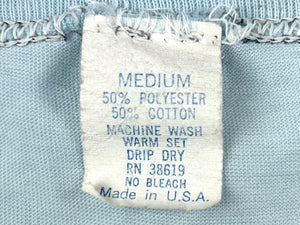 MEDIUM
50% POLYESTER
50% COTTON
MACHINE WASH
WARM SET
DRIP DRY
RN 38619
NO BLEACH
Made in U.S.A.